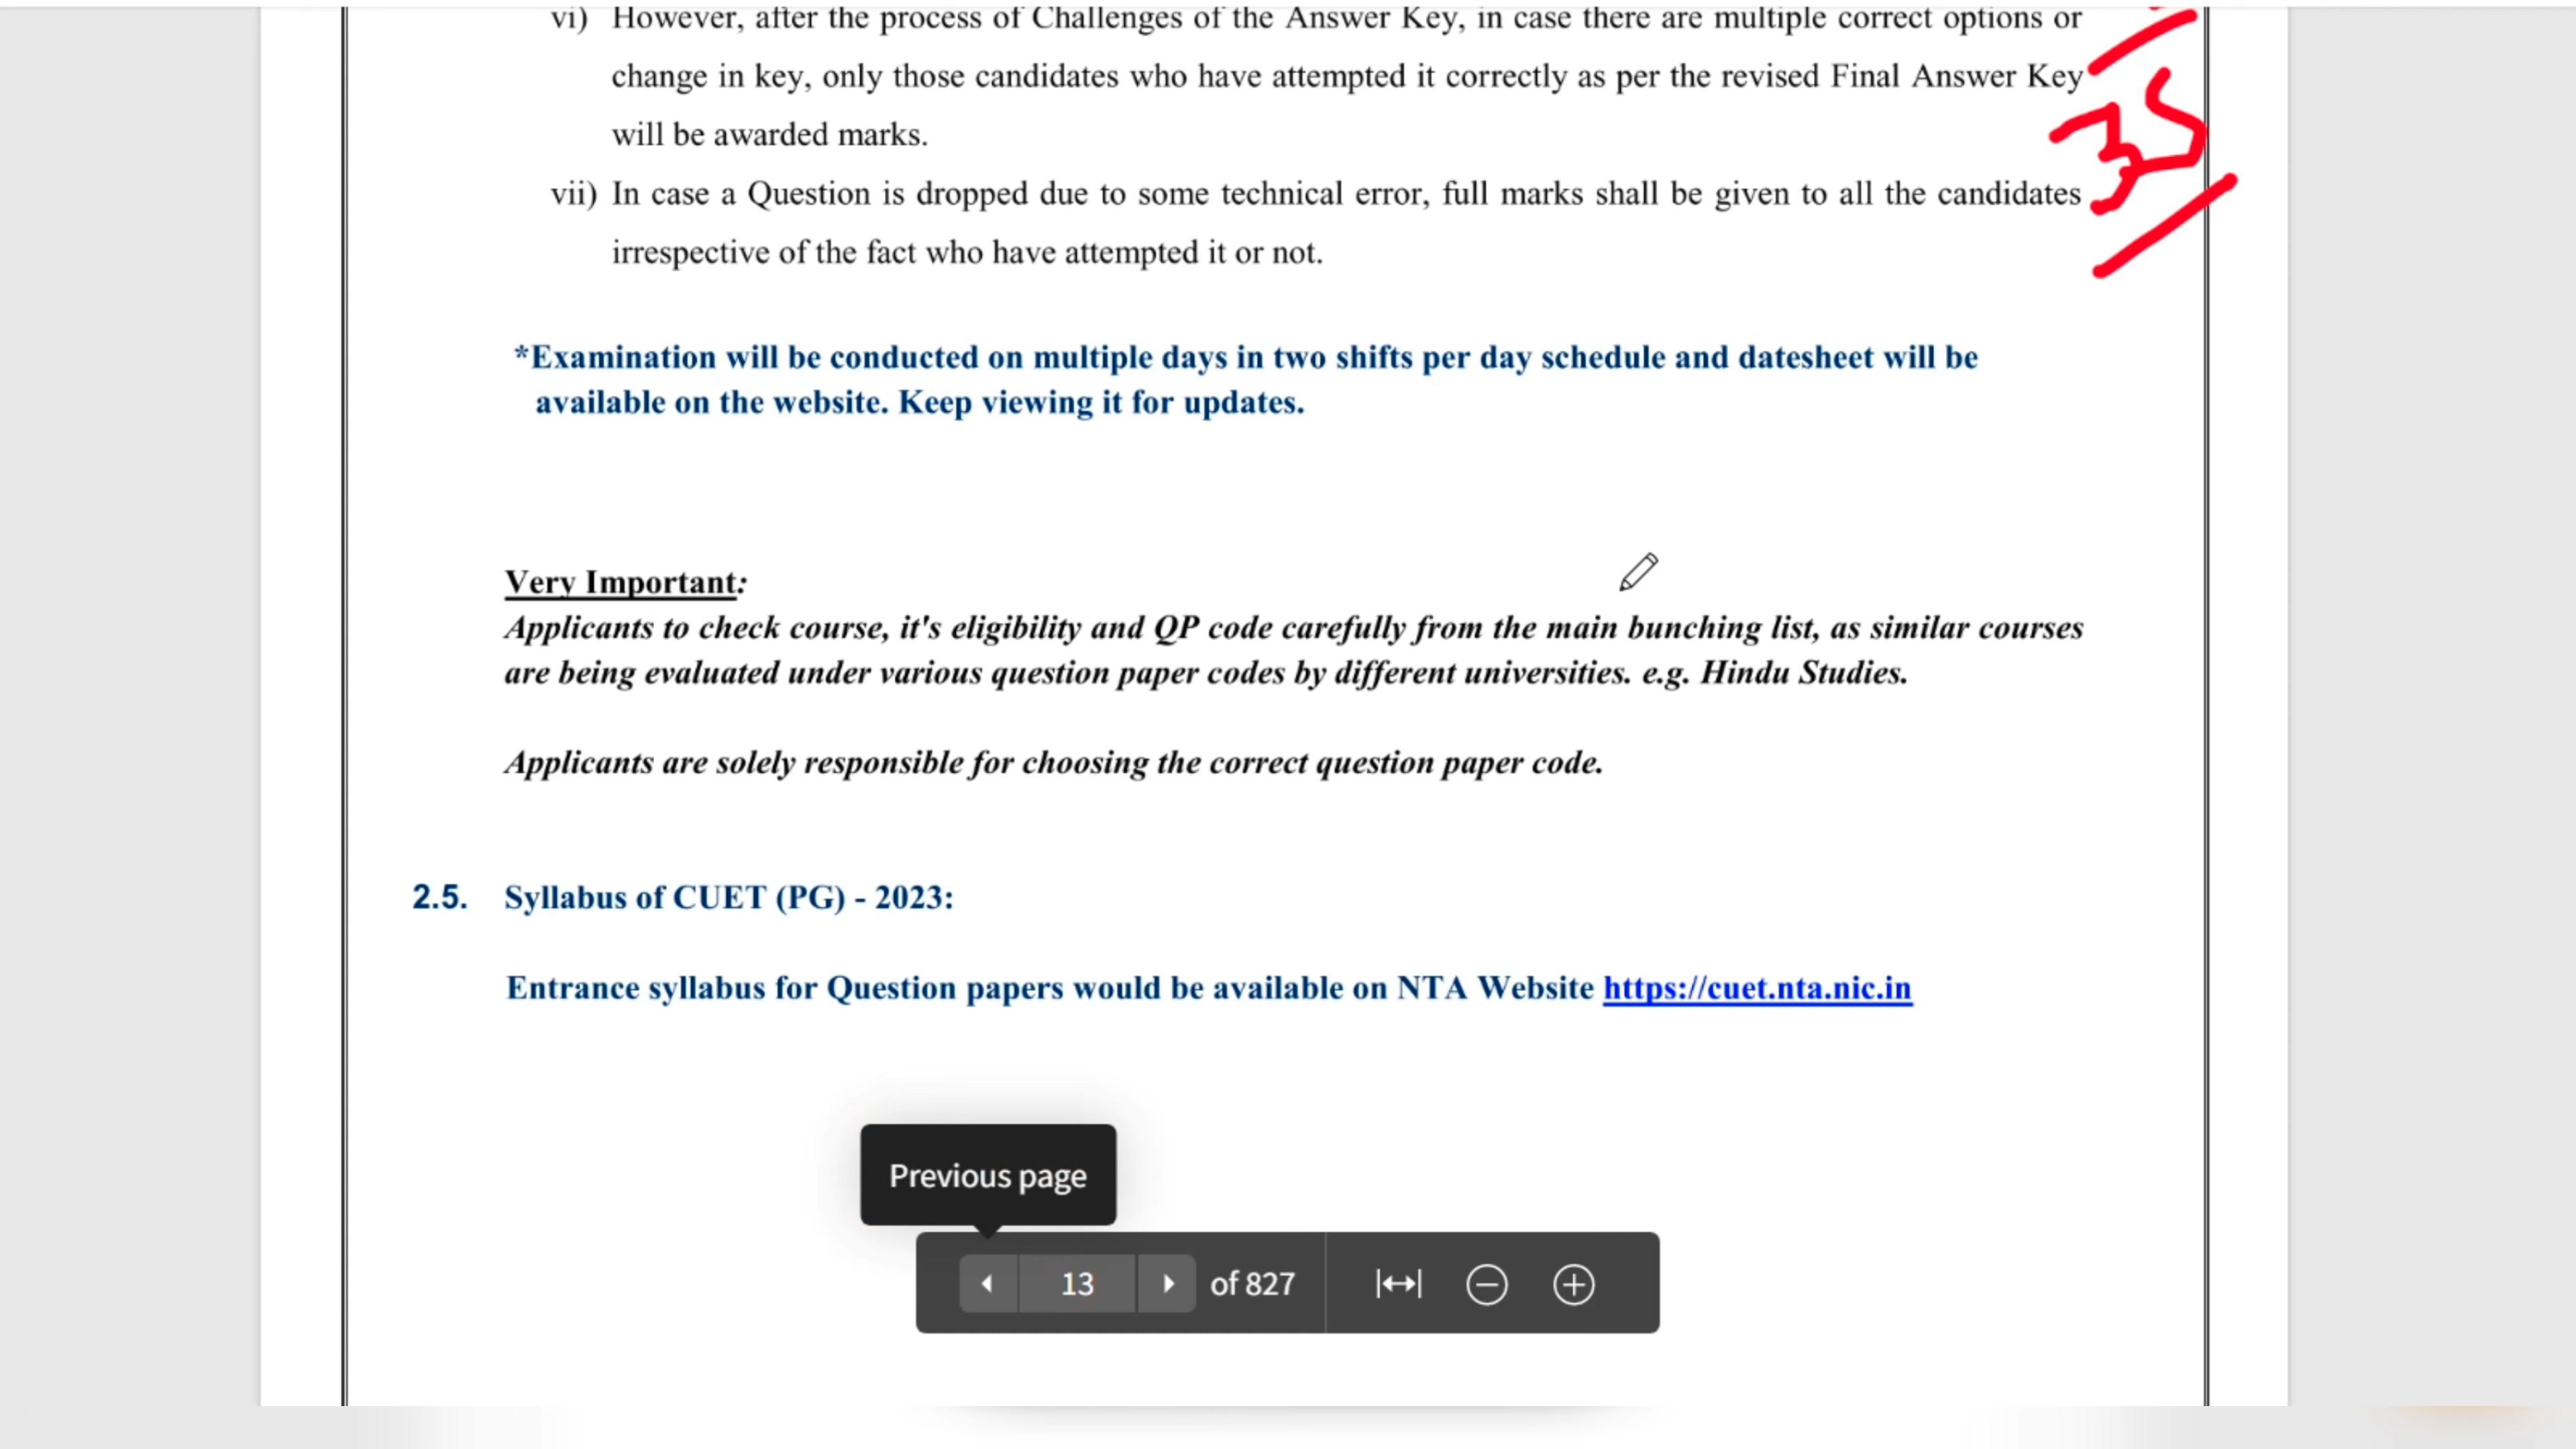 vi) However, after the process of Challenges of the Answer Key, in case there are multiple correct options or
change in key, only those candidates who have attempted it correctly as per the revised Final Answer Key
will be awarded marks.
35
vii) In case a Question is dropped due to some technical error, full marks shall be given to all the candidates
irrespective of the fact who have attempted it or not.
*Examination will be conducted on multiple days in two shifts per day schedule and datesheet will be
available on the website. Keep viewing it for updates.
Very Important:
Applicants to check course, it's eligibility and QP code carefully from the main bunching list, as similar courses
are being evaluated under various question paper codes by different universities. e.g. Hindu Studies.
Applicants are solely responsible for choosing the correct question paper code.
2.5. Syllabus of CUET (PG) - 2023:
Entrance syllabus for Question papers would be available on NTA Website https://cuet.nta.nic.in
Previous page
13 of 827